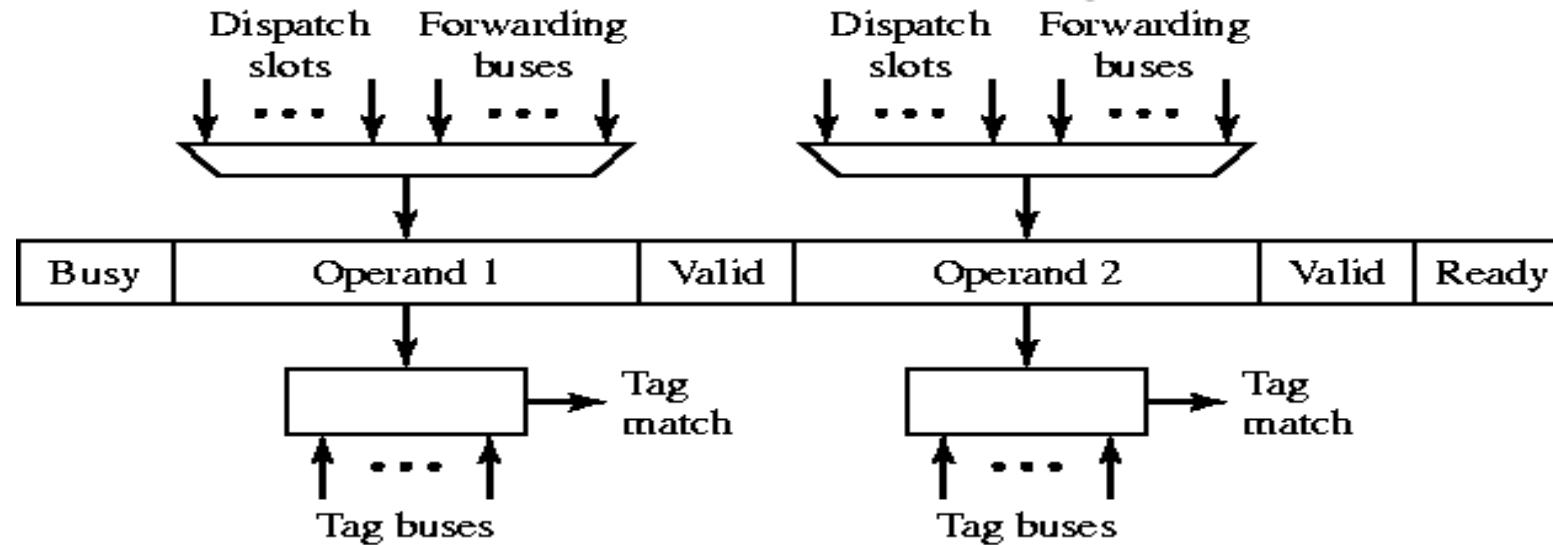 Dispatch Forwarding Dispatch Forwarding
slots buses slots buses
Busy Operand 1 Valid Operand 2 Valid Ready
Tag Tag
match match
Tag buses Tag buses